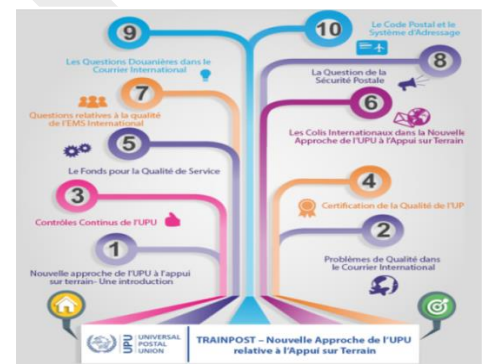 9
10
Le Code Postal et le
Système d'Adressage
Les Questions Douanières dans le
Courrier International
8
La Question de la
Sécurité Postale
7
Questions relatives à la qualité
de l'EMS International
6
Les Colis Internationaux dans la Nouvelle
Approche de l'UPU à l'Appui sur Terrain
5
Le Fonds pour la Qualité de Service
4
Certification de la Qualité de l'UP
3
Contrôles Continus de l'UPU
2
Problèmes de Qualité dans
le Courrier International
1
Nouvelle approche de l'UPU à l'appui
sur terrain- Une introduction
UPU
UNIVERSAL
POSTAL
UNION
TRAINPOST – Nouvelle Approche de l'UPU
relative à l'Appui sur Terrain